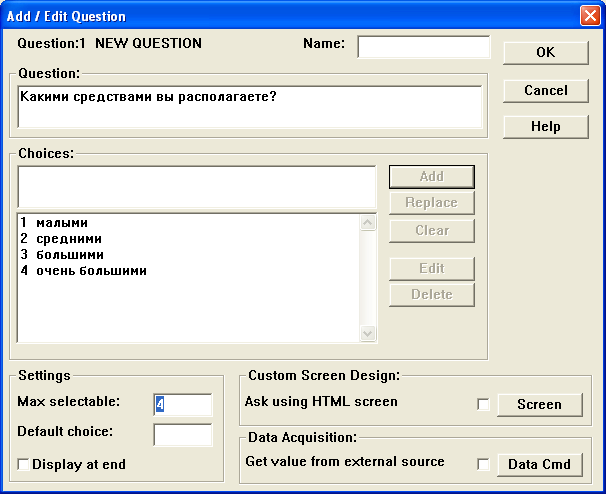 Add / Edit Question
Question:1 NEW QUESTION
Name:
OK
Question:
Какими средствами вы располагаете?
Cancel
Help
Choices:
Add
Replace
Clear
1 малыми
2 средними
3 большими
4 очень большими
Edit
Delete
Settings
Max selectable: 4
Default choice:
Display at end
Custom Screen Design:
Ask using HTML screen
Screen
Data Acquisition:
Get value from external source
Data Cmd